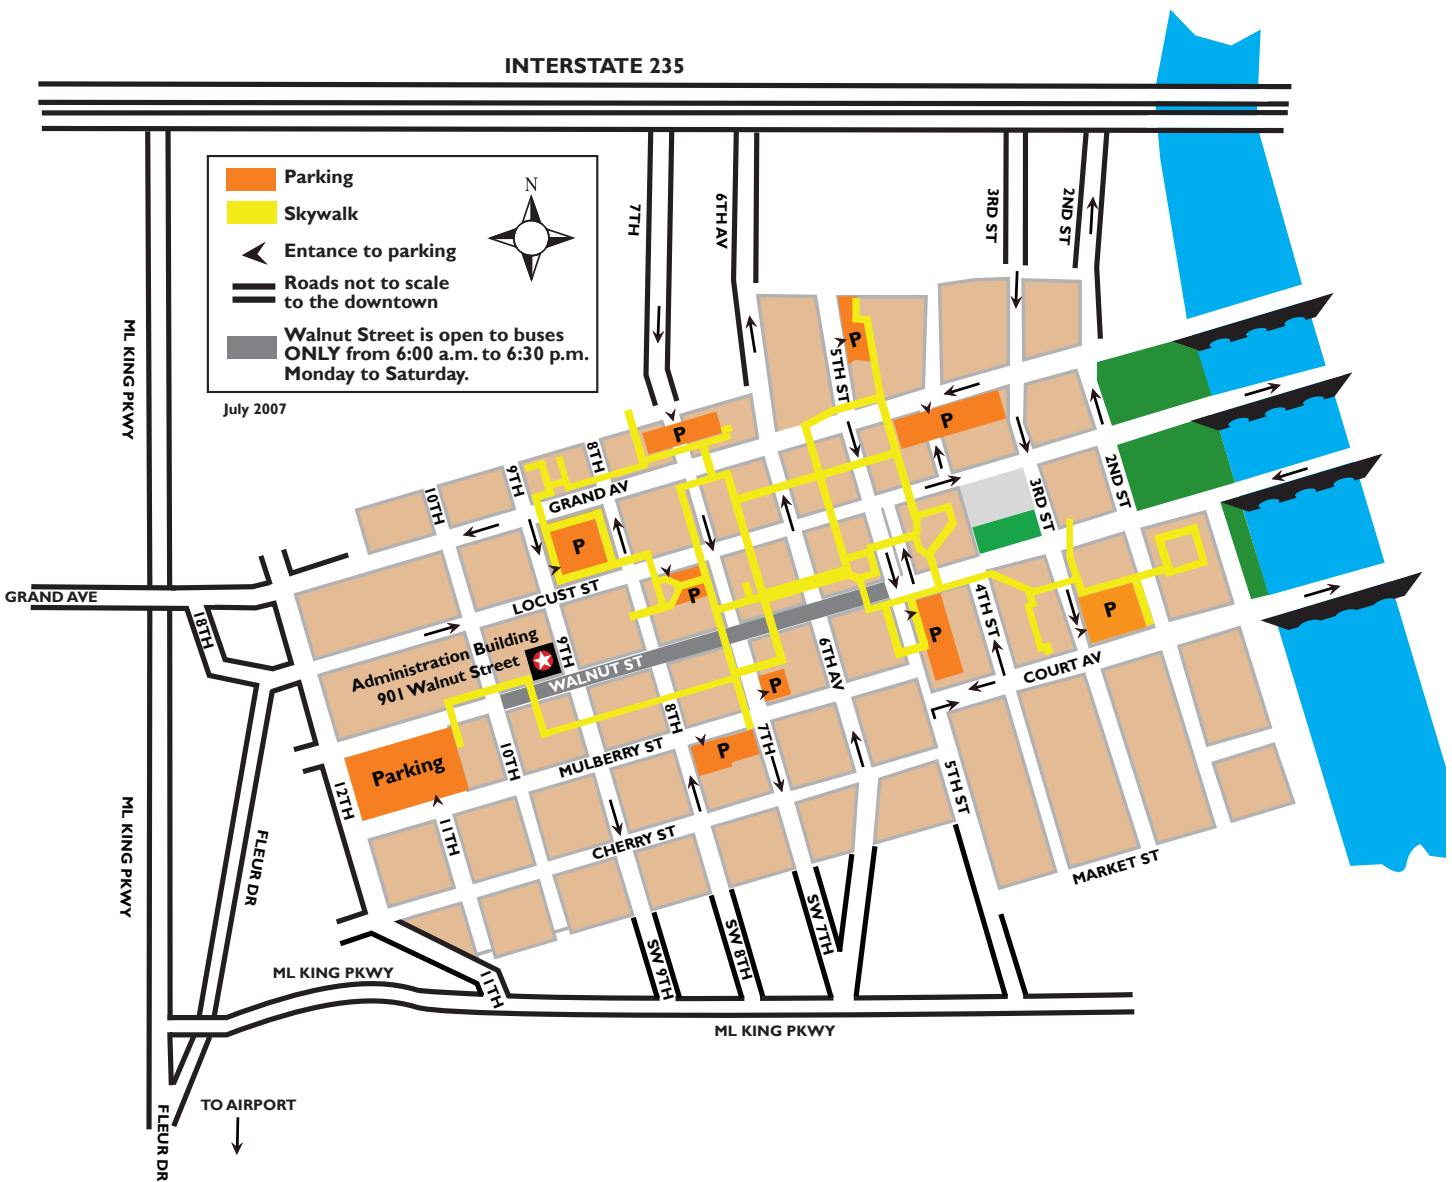 INTERSTATE 235
Parking
Skywalk
Entance to parking
Roads not to scale
to the downtown
Walnut Street is open to buses
ONLY from 6:00 a.m. to 6:30 p.m.
Monday to Saturday.
N
July 2007
7TH
6TH AV
3RD ST
2ND ST
ML KING PKWY
5TH ST
P
P
P
8TH
9TH
10TH
GRAND AV
2ND ST
3RD ST
P
LOCUST ST
P
GRAND AVE
18TH
4TH ST
P
P
Administration Building
901 Walnut Street
9TH
WALNUT ST
6TH AV
COURT AV
P
8TH
7TH
P
10TH
MULBERRY ST
Parking
12TH
11TH
5TH ST
CHERRY ST
MARKET ST
ML KING PKWY
FLEUR DR
SW 9TH
SW 8TH
SW 7TH
11TH
ML KING PKWY
ML KING PKWY
TO AIRPORT
FLEUR DR